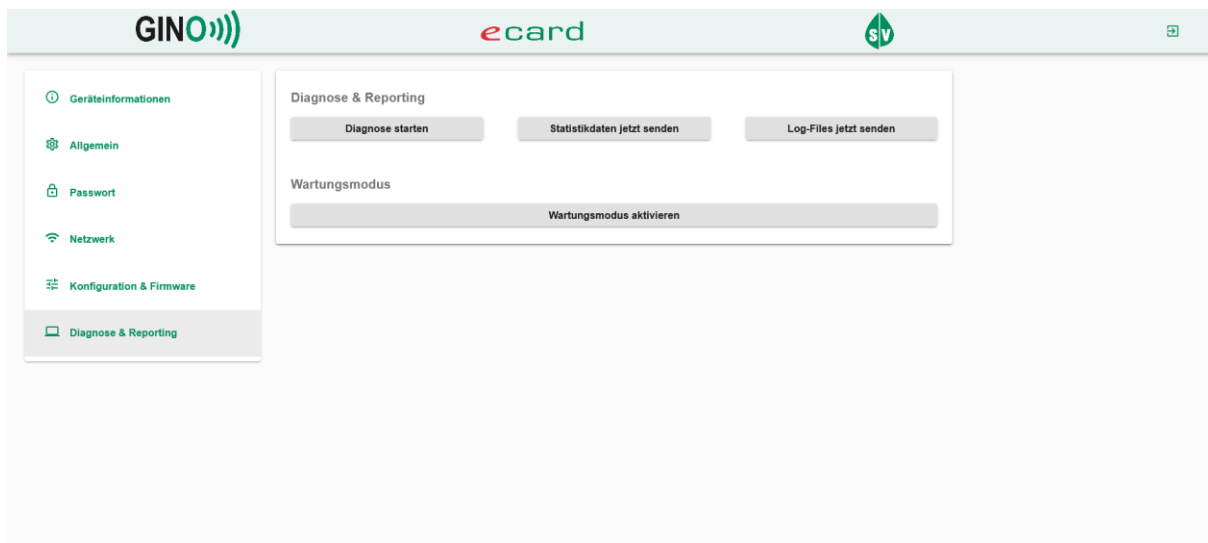 GINO
ecard
SV
Geräteinformationen
Allgemein
Passwort
Netzwerk
Konfiguration & Firmware
Diagnose & Reporting
Diagnose & Reporting
Diagnose starten
Statistikdaten jetzt senden
Log-Files jetzt senden
Wartungsmodus
Wartungsmodus aktivieren